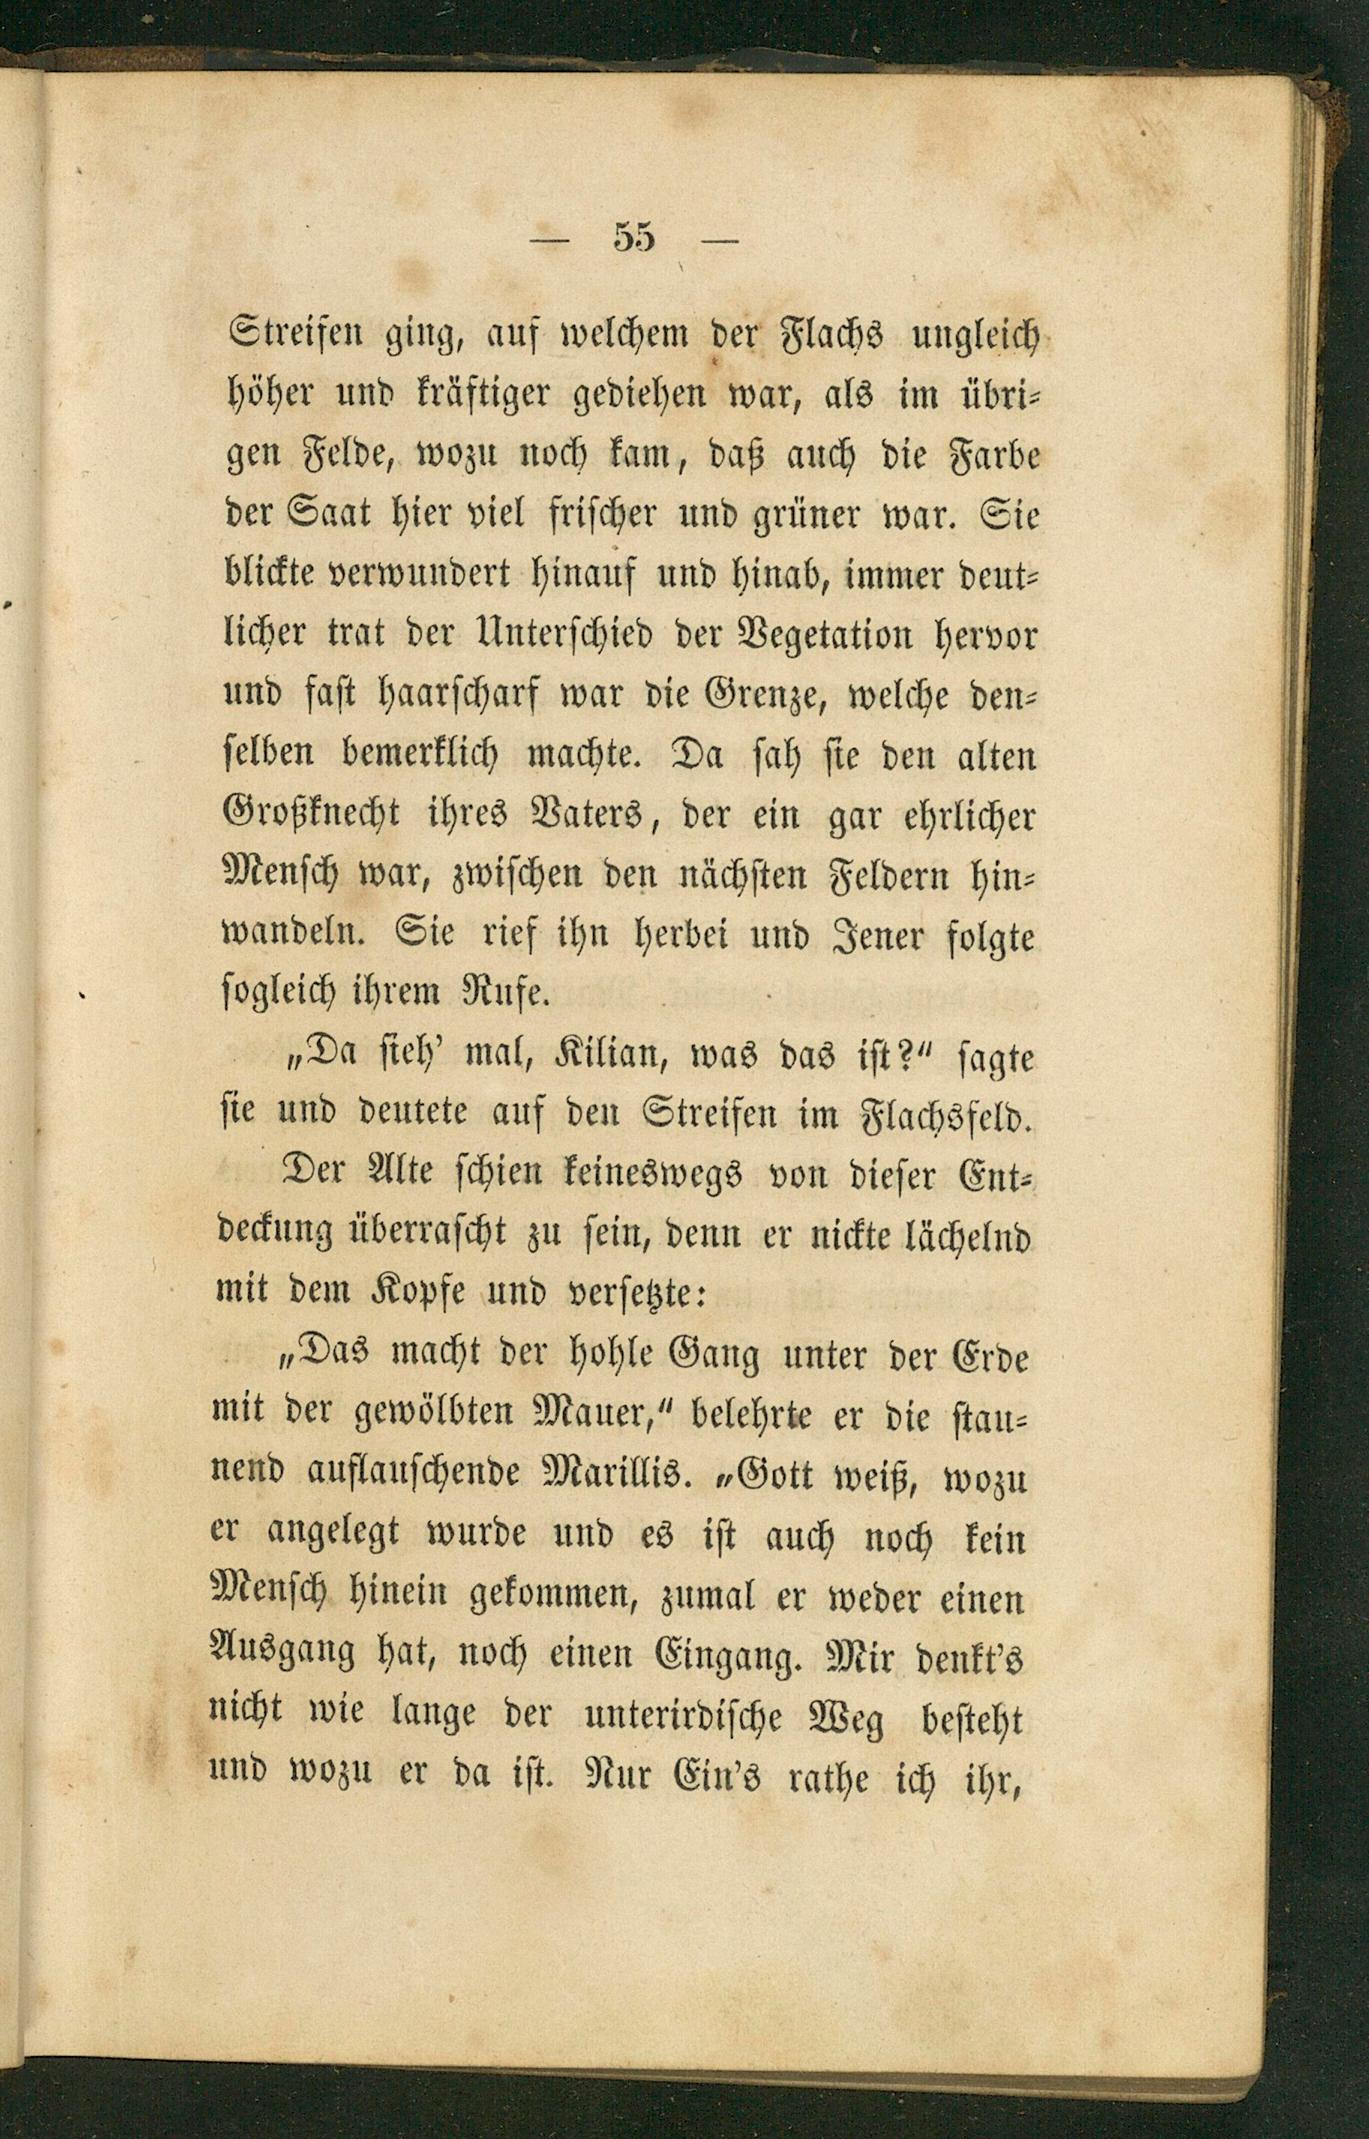 — 55 —
Streifen ging, auf welchem der Flachs ungleich
höher und kräftiger gediehen war, als im übri-
gen Felde, wozu noch kam, daß auch die Farbe
der Saat hier viel frischer und grüner war. Sie
blickte verwundert hinauf und hinab, immer deut-
licher trat der Unterschied der Vegetation hervor
und fast haarscharf war die Grenze, welche den-
selben bemerklich machte. Da sah sie den alten
Großknecht ihres Vaters, der ein gar ehrlicher
Mensch war, zwischen den nächsten Feldern hin-
wandeln. Sie rief ihn herbei und Jener folgte
sogleich ihrem Rufe.
„Da sieh’ mal, Kilian, was das ist?“ sagte
sie und deutete auf den Streifen im Flachsfeld.
Der Alte schien keineswegs von dieser Ent-
deckung überrascht zu sein, denn er nickte lächelnd
mit dem Kopfe und versetzte:
„Das macht der hohle Gang unter der Erde
mit der gewölbten Mauer,“ belehrte er die stau-
nend auflauschende Marillis. „Gott weiß, wozu
er angelegt wurde und es ist auch noch kein
Mensch hinein gekommen, zumal er weder einen
Ausgang hat, noch einen Eingang. Mir denkt’s
nicht wie lange der unterirdische Weg besteht
und wozu er da ist. Nur Ein’s rathe ich ihr,